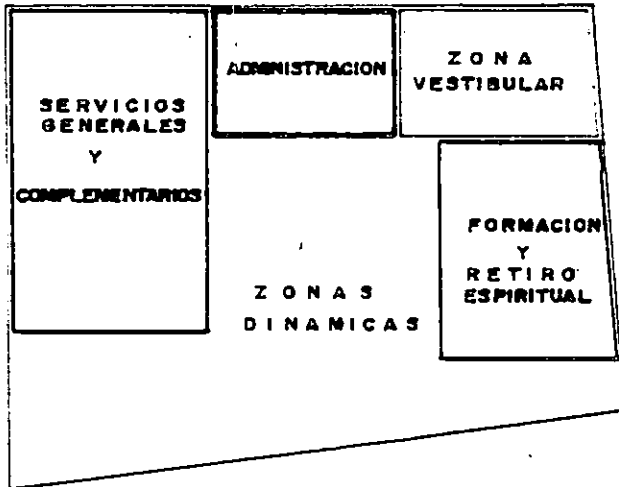 SERVICIOS
GENERALES
Y
COMPLEMENTARIOS
ADMINISTRACION
ZONA
VESTIBULAR
FORMACION
Y
RETIRO
ESPIRITUAL
ZONAS
DINAMICAS